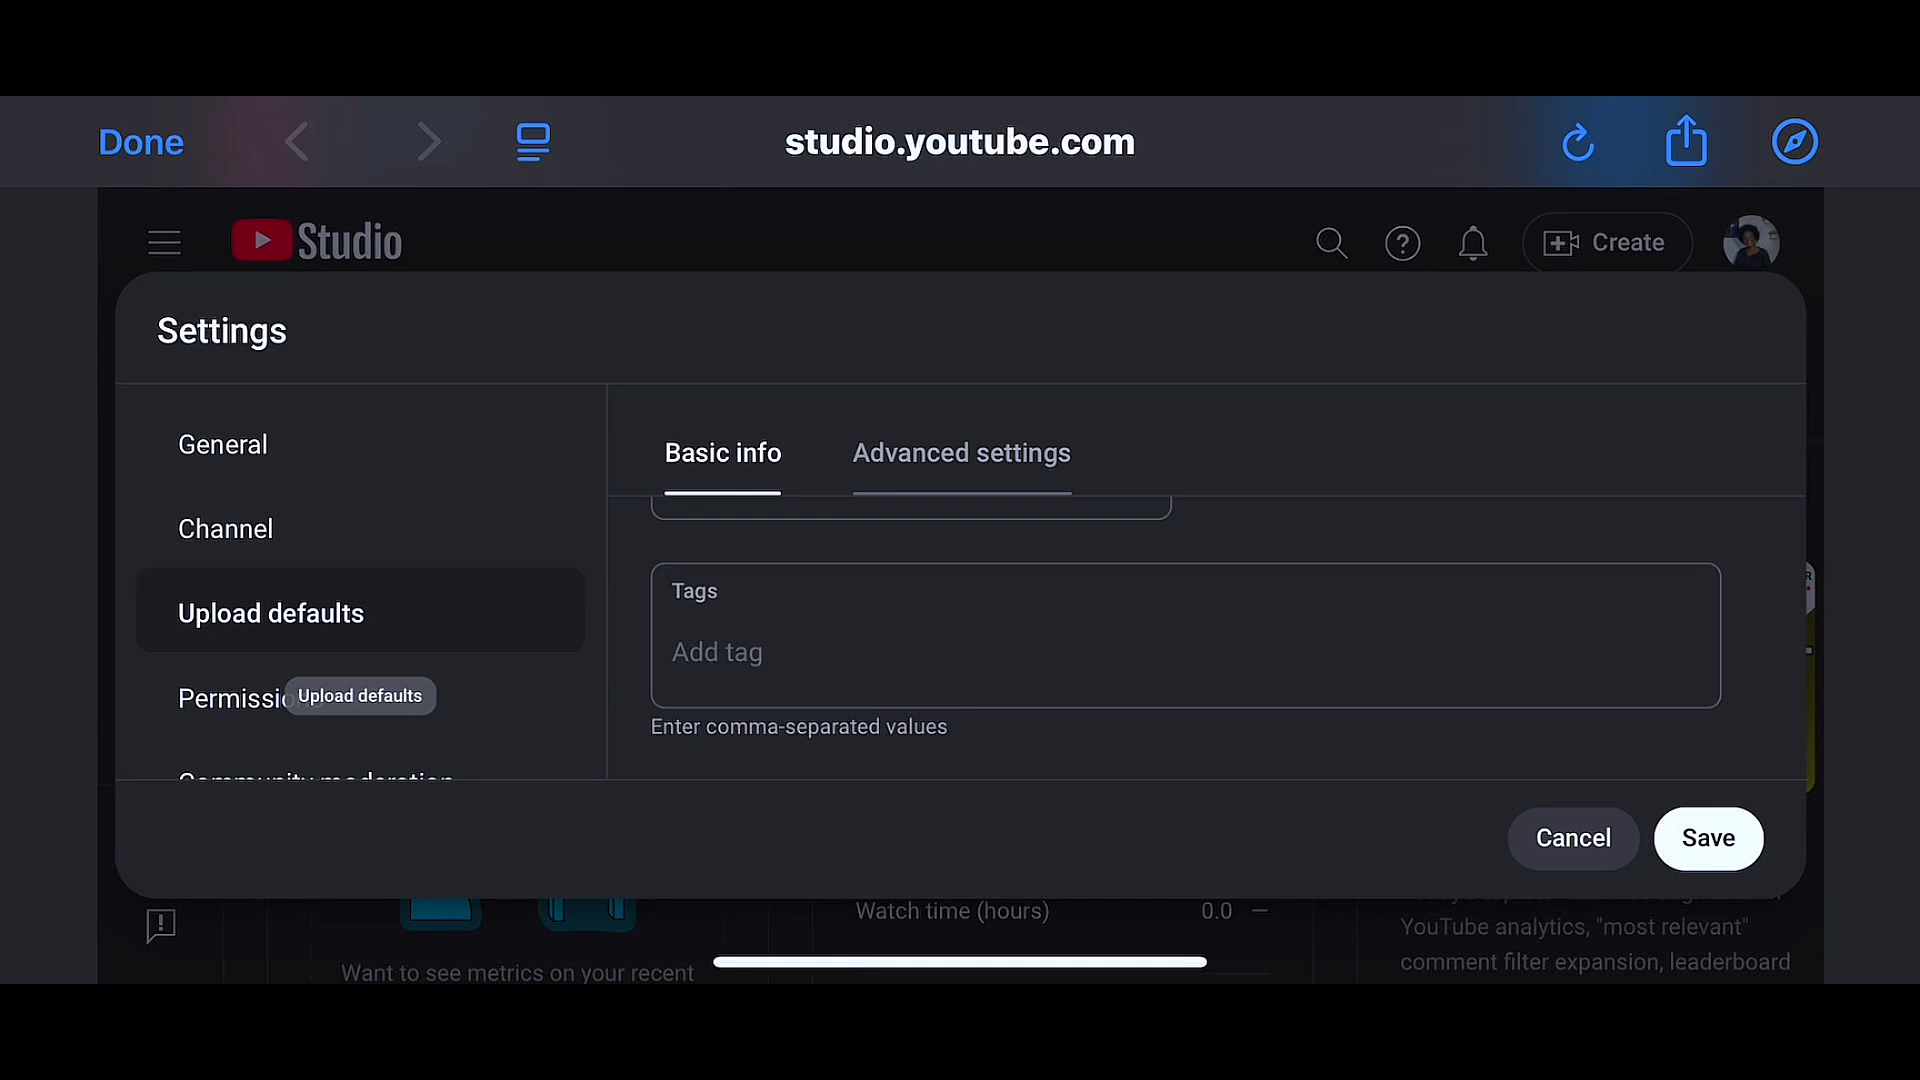 Done
studio.youtube.com
Studio
Create
Settings
General
Channel
Upload defaults
Upload defaults
Basic info
Advanced settings
Tags
Add tag
Enter comma-separated values
Cancel
Save
Watch time (hours) 0.0 —
Want to see metrics on your recent
YouTube analytics, "most relevant"
comment filter expansion, leaderboard